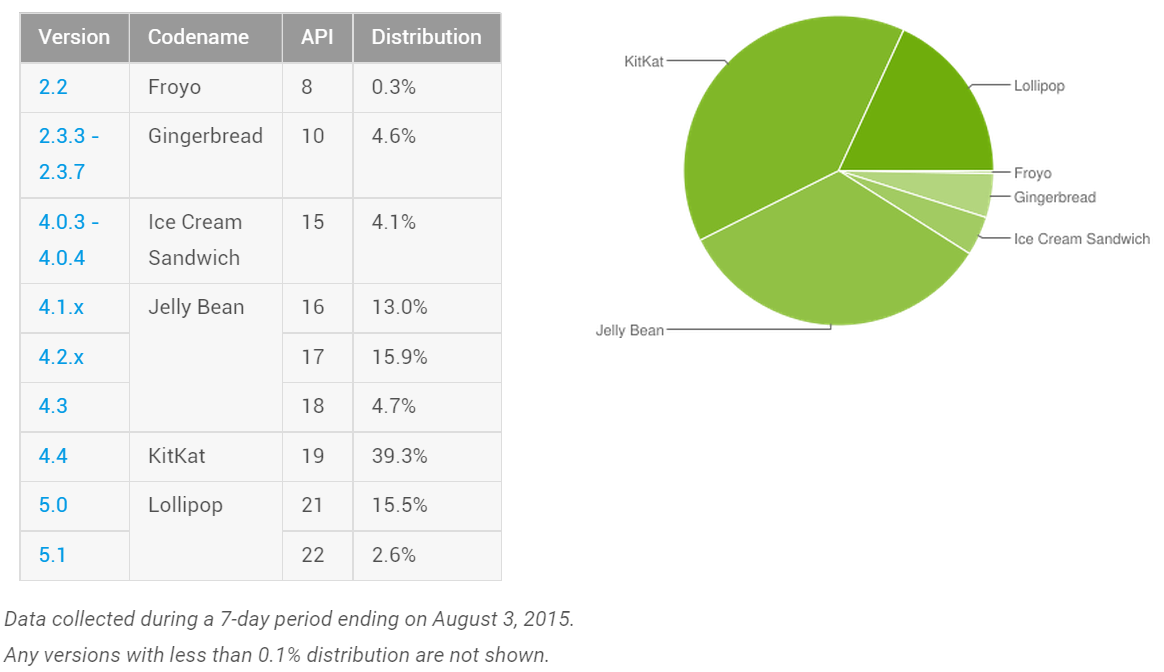 Version Codename API Distribution
2.2 Froyo 8 0.3%
2.3.3 - Gingerbread 10 4.6%
2.3.7
4.0.3 - Ice Cream 15 4.1%
4.0.4 Sandwich
4.1.x Jelly Bean 16 13.0%
4.2.x 17 15.9%
4.3 18 4.7%
4.4 KitKat 19 39.3%
5.0 Lollipop 21 15.5%
5.1 22 2.6%
Data collected during a 7-day period ending on August 3, 2015.
Any versions with less than 0.1% distribution are not shown.
KitKat
Lollipop
Froyo
Gingerbread
Ice Cream Sandwich
Jelly Bean